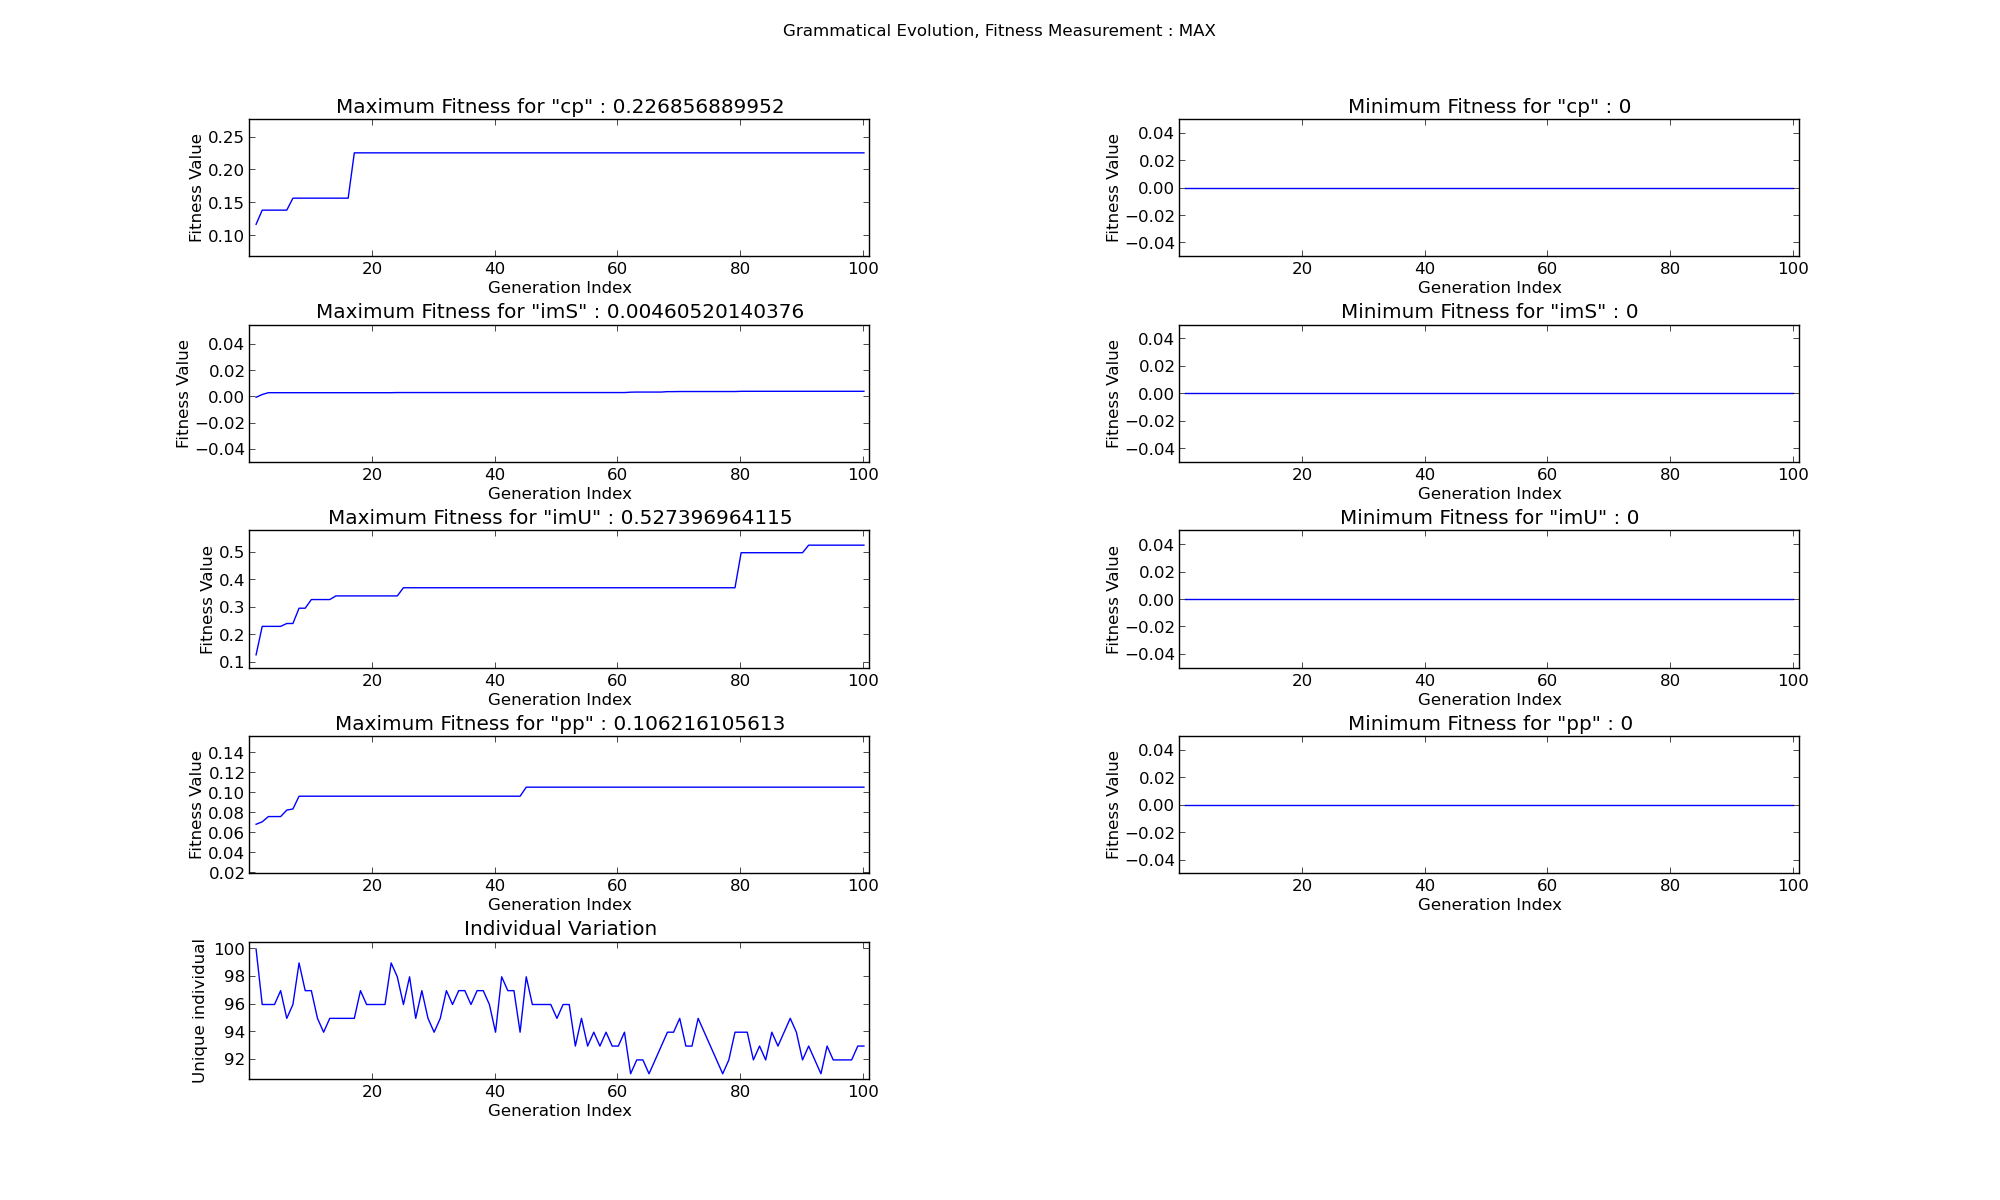 Grammatical Evolution, Fitness Measurement : MAX
Maximum Fitness for "cp" : 0.226856889952
Fitness Value
0.25
0.20
0.15
0.10
20 40 60 80 100
Generation Index
Minimum Fitness for "cp" : 0
Fitness Value
0.04
0.02
0.00
−0.02
−0.04
20 40 60 80 100
Generation Index
Maximum Fitness for "imS" : 0.00460520140376
Fitness Value
0.04
0.02
0.00
−0.02
−0.04
20 40 60 80 100
Generation Index
Minimum Fitness for "imS" : 0
Fitness Value
0.04
0.02
0.00
−0.02
−0.04
20 40 60 80 100
Generation Index
Maximum Fitness for "imU" : 0.527396964115
Fitness Value
0.5
0.4
0.3
0.2
0.1
20 40 60 80 100
Generation Index
Minimum Fitness for "imU" : 0
Fitness Value
0.04
0.02
0.00
−0.02
−0.04
20 40 60 80 100
Generation Index
Maximum Fitness for "pp" : 0.106216105613
Fitness Value
0.14
0.12
0.10
0.08
0.06
0.04
0.02
20 40 60 80 100
Generation Index
Minimum Fitness for "pp" : 0
Fitness Value
0.04
0.02
0.00
−0.02
−0.04
20 40 60 80 100
Generation Index
Individual Variation
Unique individual
100
98
96
94
92
20 40 60 80 100
Generation Index